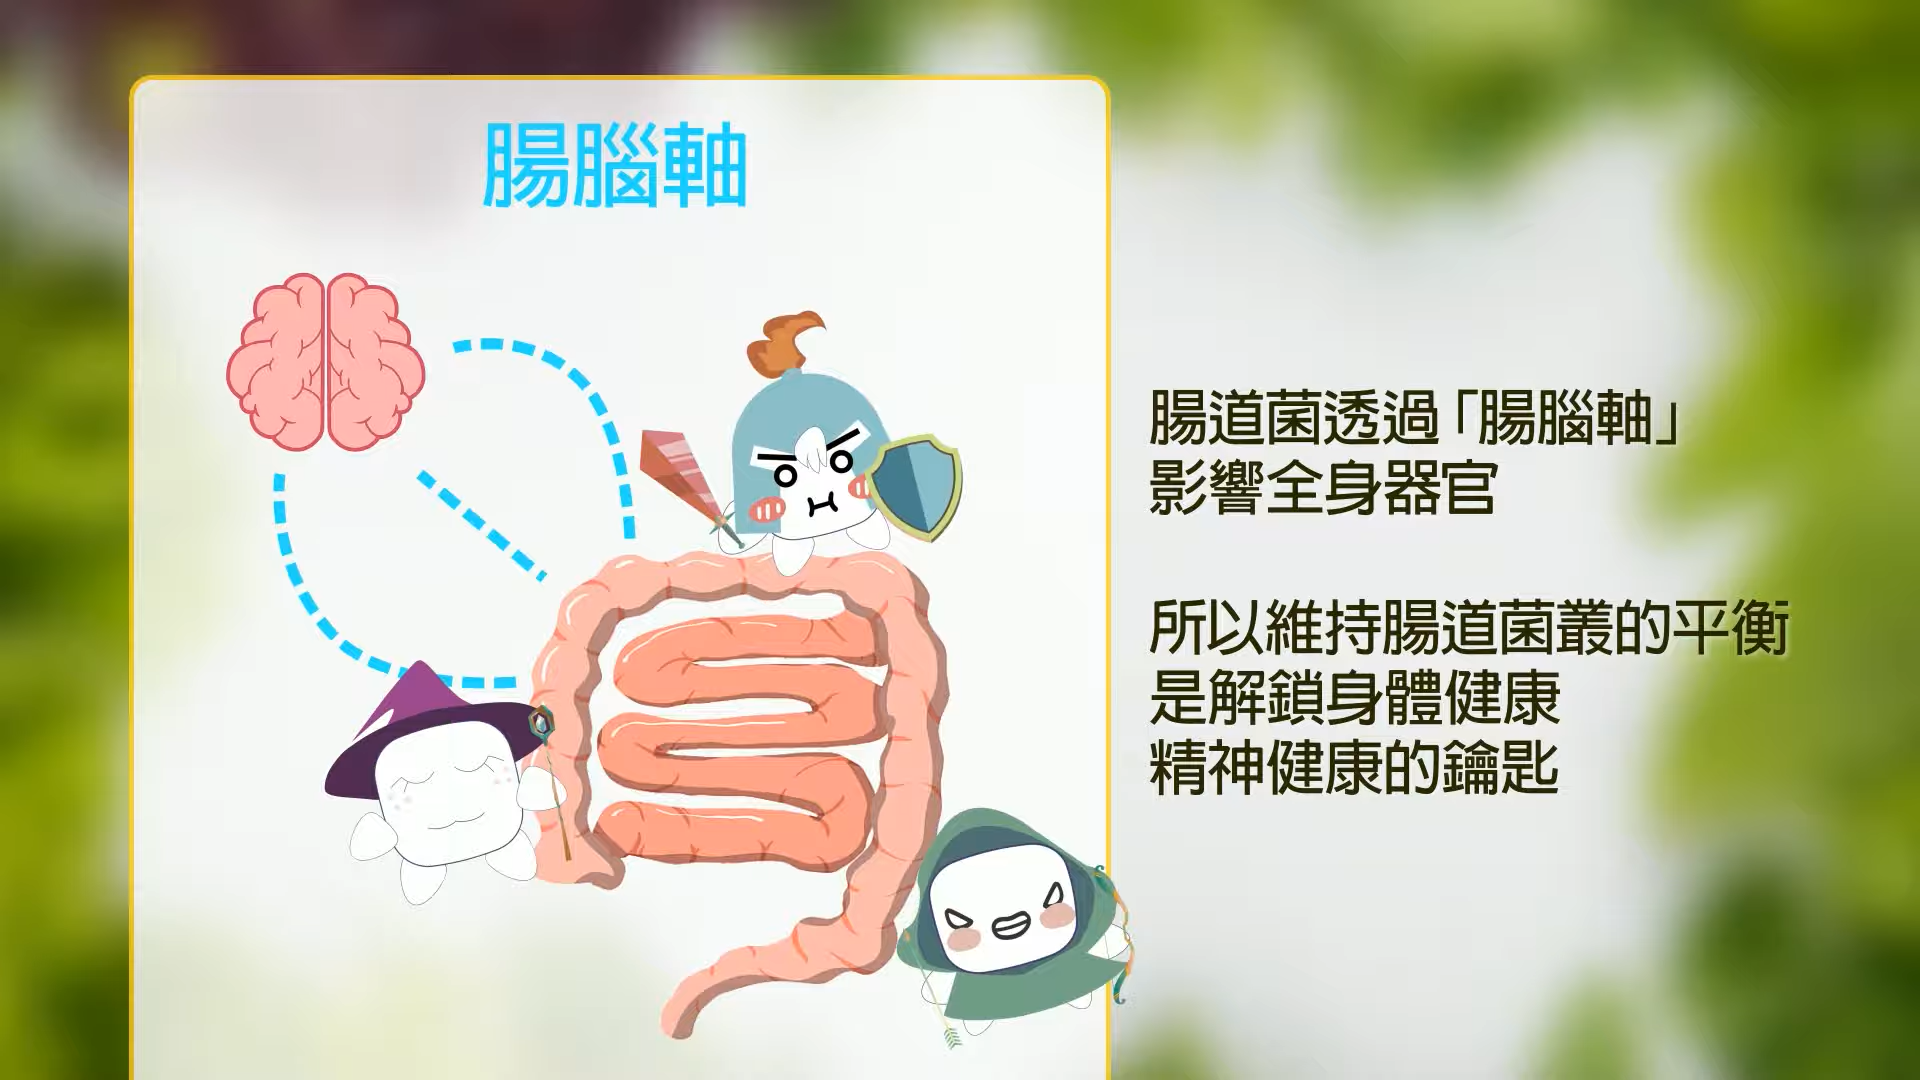 腸腦軸
腸道菌透過「腸腦軸」
影響全身器官
所以維持腸道菌叢的平衡
是解鎖身體健康
精神健康的鑰匙